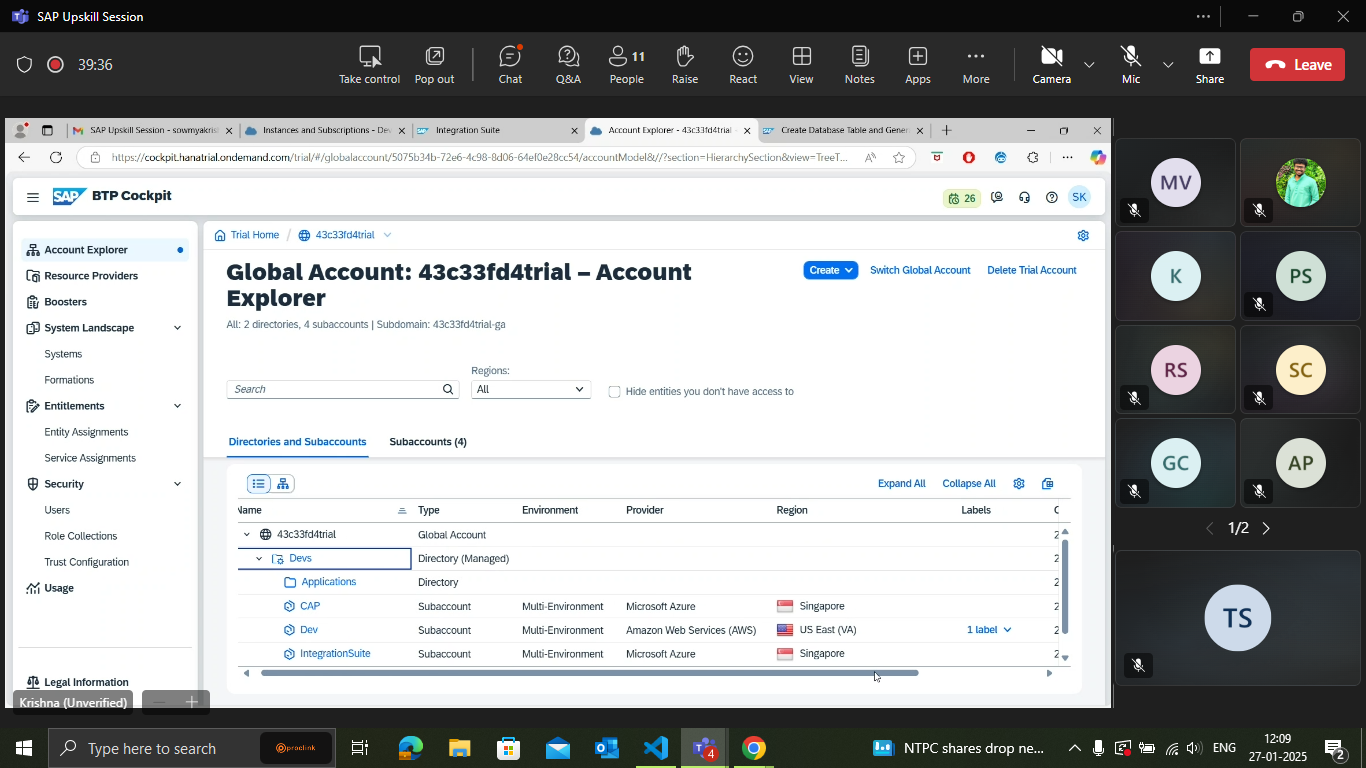 SAP Upskill Session
39:36
Take control
Pop out
Chat
Q&A
11
People
Raise
React
View
Notes
Apps
More
Camera
Mic
Share
Leave
SAP Upskill Session - sowmyakris
Instances and Subscriptions - De
Integration Suite
Account Explorer - 43c33fd4trial
Create Database Table and Gener
https://cockpit.hanatrial.ondemand.com/trial/#/globalaccount/5075b34b-72e6-4c98-8d06-64ef0e28cc54/accountModel&//?section=HierarchySection&view=TreeT...
SAP BTP Cockpit
26
SK
Account Explorer
Resource Providers
Boosters
System Landscape
Systems
Formations
Entitlements
Entity Assignments
Service Assignments
Security
Users
Role Collections
Trust Configuration
Usage
Legal Information
Krishna (Unverified)
Trial Home / 43c33fd4trial
Global Account: 43c33fd4trial – Account
Explorer
Create
Switch Global Account
Delete Trial Account
All: 2 directories, 4 subaccounts | Subdomain: 43c33fd4trial-ga
Regions:
Search
All
Hide entities you don't have access to
Directories and Subaccounts
Subaccounts (4)
Expand All
Collapse All
Name Type Environment Provider Region Labels
43c33fd4trial Global Account 2
Devs Directory (Managed) 2
Applications Directory 2
CAP Subaccount Multi-Environment Microsoft Azure Singapore 2
Dev Subaccount Multi-Environment Amazon Web Services (AWS) US East (VA) 1 label 2
IntegrationSuite Subaccount Multi-Environment Microsoft Azure Singapore 2
MV
K
PS
RS
SC
GC
AP
1/2
TS
Type here to search
proclink
4
NTPC shares drop ne...
ENG
12:09
27-01-2025
2